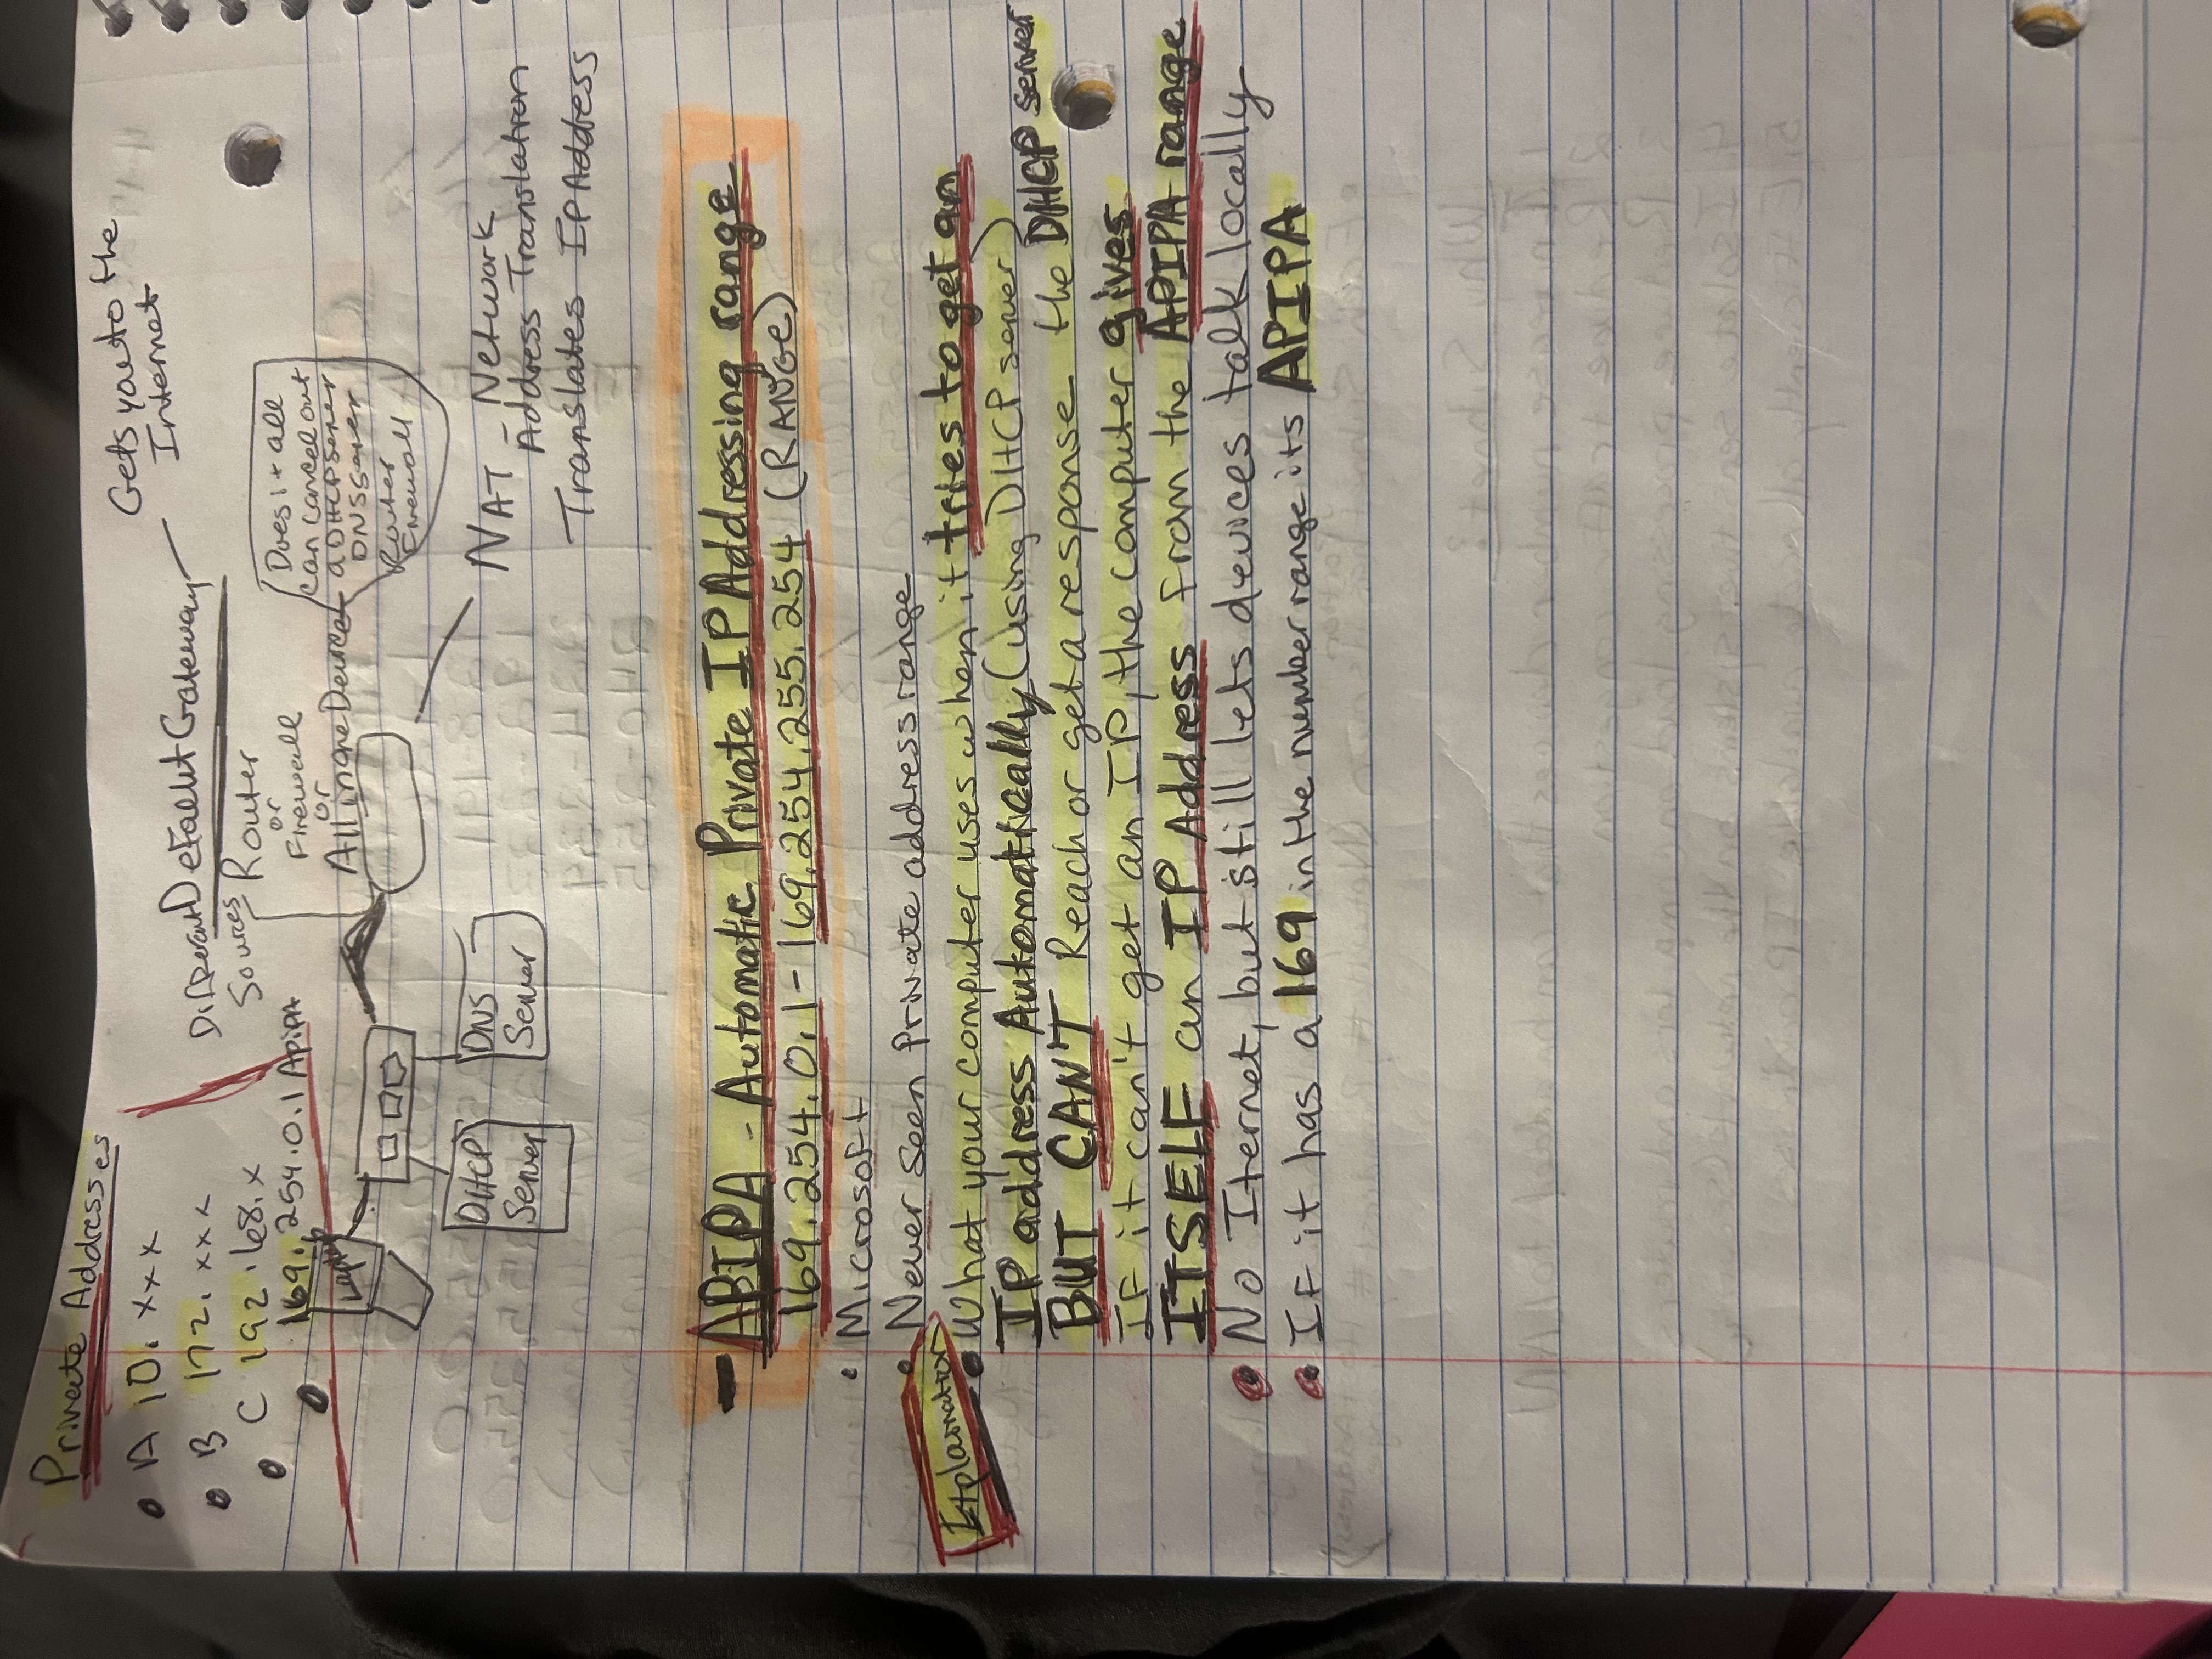 Private Addresses
A 10. xxx
B 172. xxx
C 192.168.x
169.254.0.1 APIPA
Gets you to the
Internet
Different Default Gateway
Sources Router
or
Firewall
or
All in one Device
Does it all
can cancel out
a DHCP Server
DNS Server
Router
Firewall
Laptop
DHCP
Server
DNS
Server
NAT - Network
Address Translation
Translates IP Address
- APIPA - Automatic Private IP Addressing range
169.254.0.1 - 169.254.255.254 (RANGE)
• Microsoft
• Never seen private address range
Explanation
• What your computer uses when it tries to get an
IP address Automatically (using DHCP server)
BUT CAN'T Reach or get a response the DHCP server
If it can't get an IP, the computer gives
ITSELF an IP Address from the APIPA range
• No Iternet, but still lets devices talk locally
• If it has a 169 in the number range its APIPA